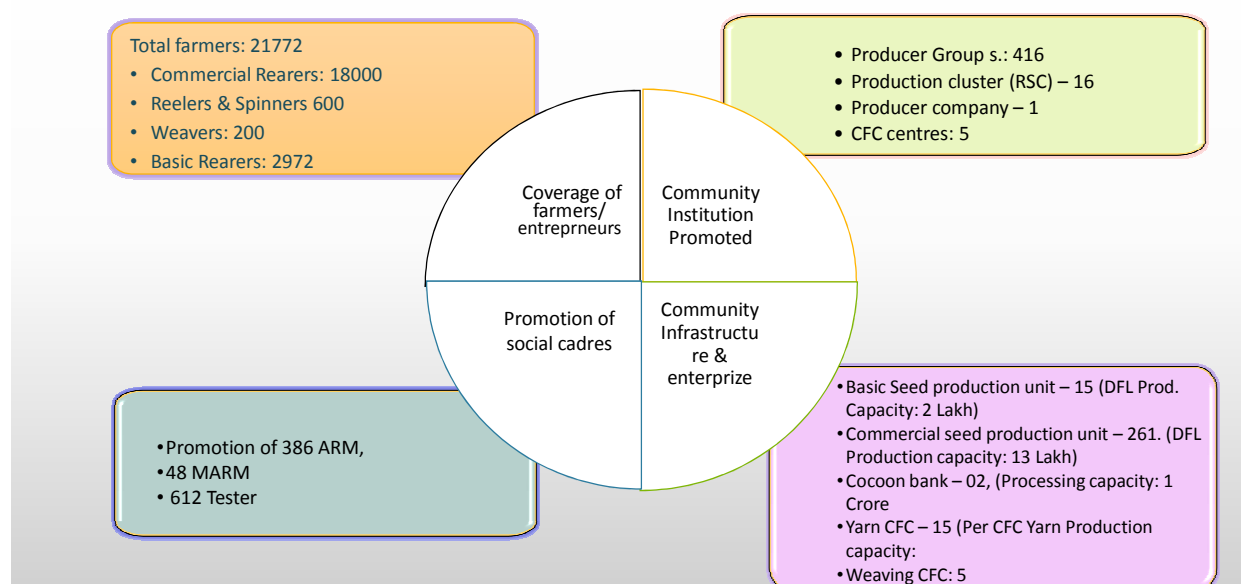 Total farmers: 21772
• Commercial Rearers: 18000
• Reelers & Spinners 600
• Weavers: 200
• Basic Rearers: 2972
• Producer Group s.: 416
• Production cluster (RSC) – 16
• Producer company – 1
• CFC centres: 5
Coverage of
farmers/
entreprneurs
Community
Institution
Promoted
Promotion of
social cadres
Community
Infrastructu
re &
enterprize
•Promotion of 386 ARM,
•48 MARM
• 612 Tester
•Basic Seed production unit – 15 (DFL Prod.
Capacity: 2 Lakh)
•Commercial seed production unit – 261. (DFL
Production capacity: 13 Lakh)
•Cocoon bank – 02, (Processing capacity: 1
Crore
•Yarn CFC – 15 (Per CFC Yarn Production
capacity:
•Weaving CFC: 5